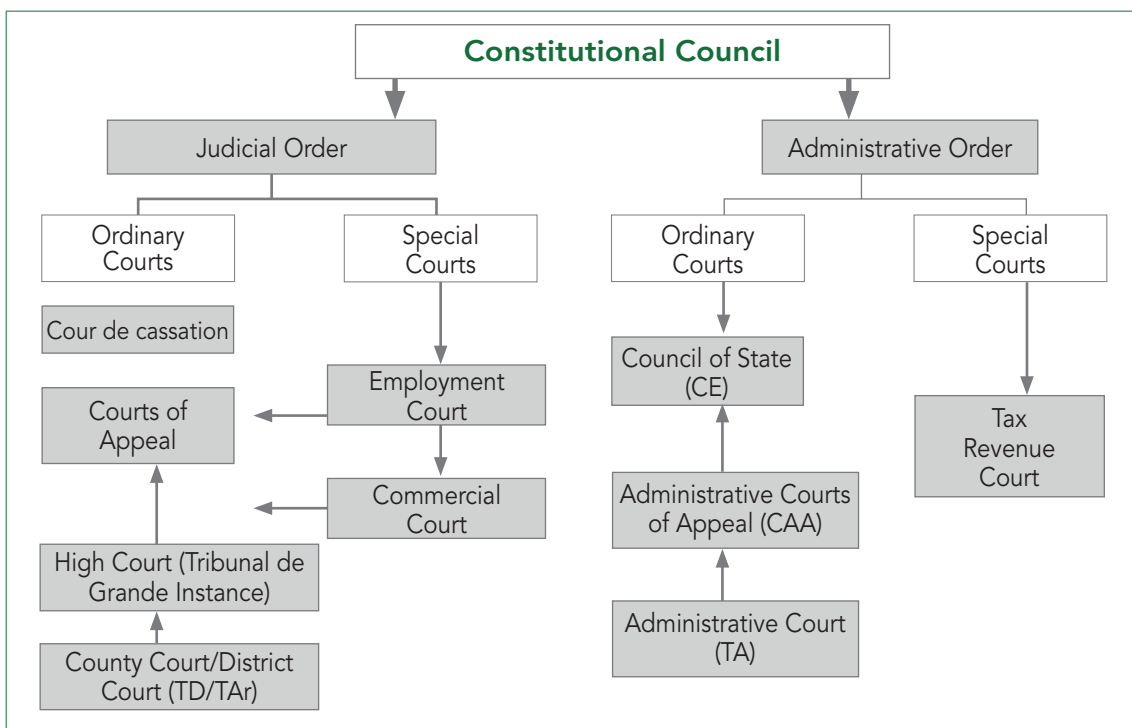 Constitutional Council
Judicial Order
Administrative Order
Ordinary
Courts
Special
Courts
Ordinary
Courts
Special
Courts
Cour de cassation
Council of State
(CE)
Employment
Court
Courts of
Appeal
Tax
Revenue
Court
Commercial
Court
Administrative Courts
of Appeal (CAA)
High Court (Tribunal de
Grande Instance)
Administrative Court
(TA)
County Court/District
Court (TD/TAr)